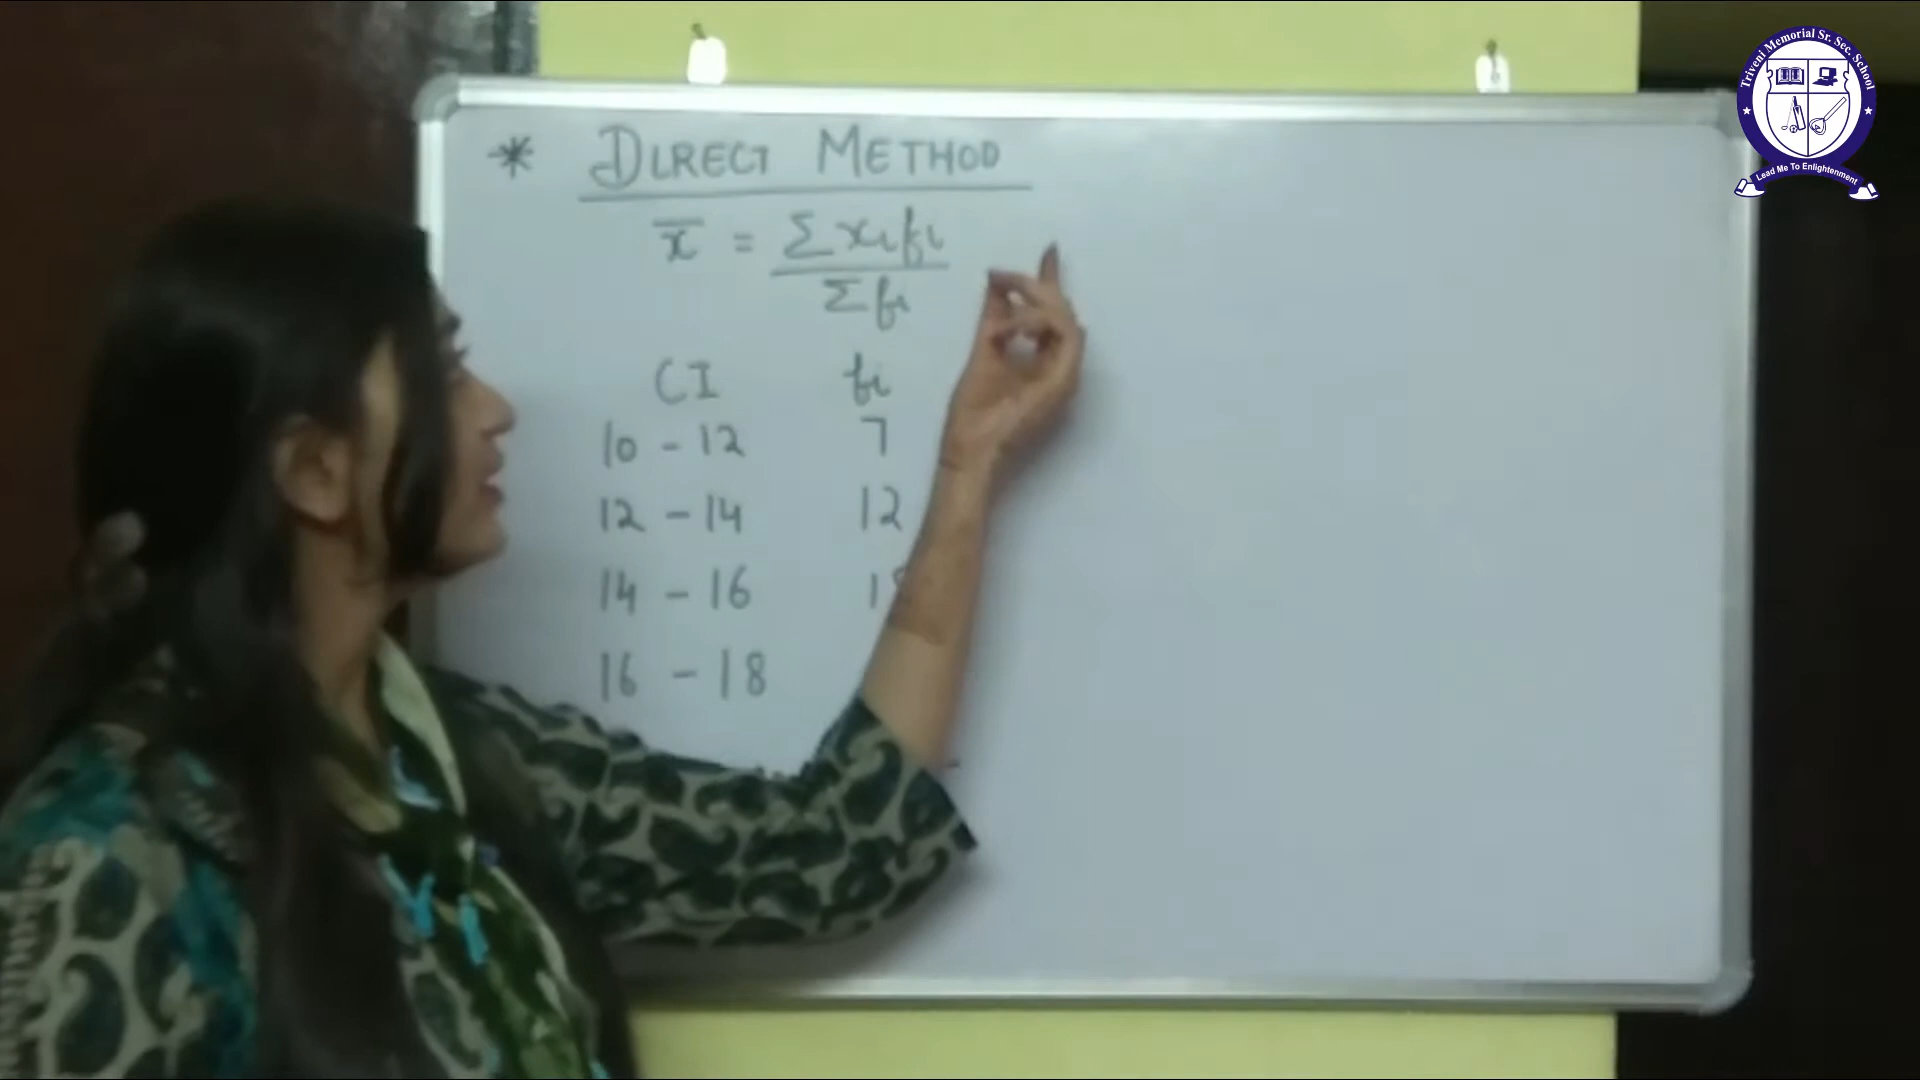 * DIRECT METHOD
x̄ = Σxifi / Σfi
CI fi
10 - 12 7
12 - 14 12
14 - 16
16 - 18
Triveni Memorial Sr. Sec. School
Lead Me To Enlightenment